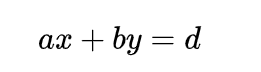 ax + by = d